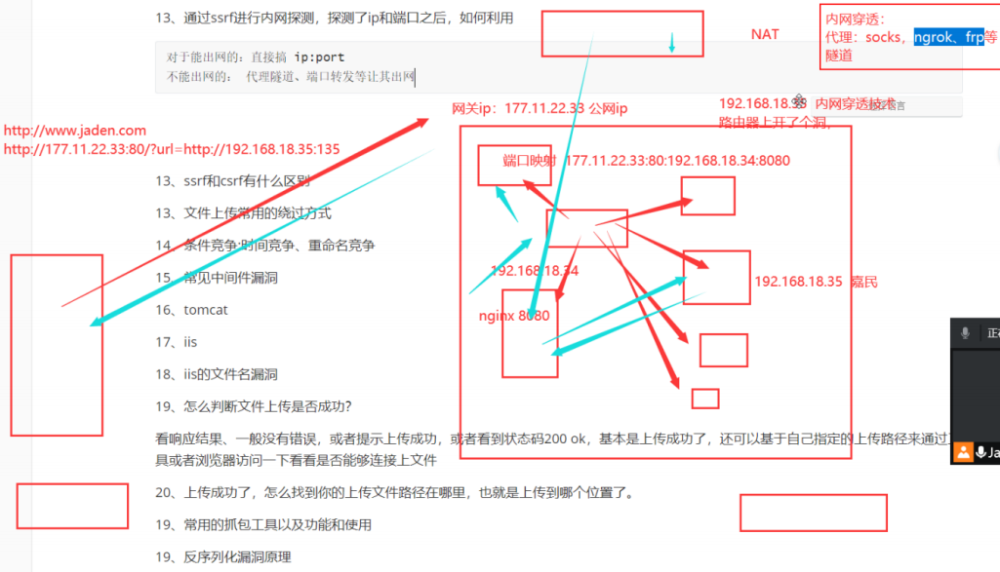 13、通过ssrf进行内网探测，探测了ip和端口之后，如何利用
NAT
内网穿透：
代理：socks，ngrok、frp等
隧道
对于能出网的：直接搞 ip:port
不能出网的： 代理隧道、端口转发等让其出网
网关ip：177.11.22.33 公网ip
192.168.18.35 内网穿透技术
路由器上开了个洞，
http://www.jaden.com
http://177.11.22.33:80/?url=http://192.168.18.35:135
端口映射 177.11.22.33:80:192.168.18.34:8080
13、ssrf和csrf有什么区别
13、文件上传常用的绕过方式
14、条件竞争:时间竞争、重命名竞争
192.168.18.34
15、常见中间件漏洞
192.168.18.35 嘉民
16、tomcat
nginx 8080
17、iis
正在
18、iis的文件名漏洞
19、怎么判断文件上传是否成功？
看响应结果、一般没有错误，或者提示上传成功，或者看到状态码200 ok，基本是上传成功了，还可以基于自己指定的上传路径来通过
具或者浏览器访问一下看看是否能够连接上文件
Ja
20、上传成功了，怎么找到你的上传文件路径在哪里，也就是上传到哪个位置了。
19、常用的抓包工具以及功能和使用
19、反序列化漏洞原理